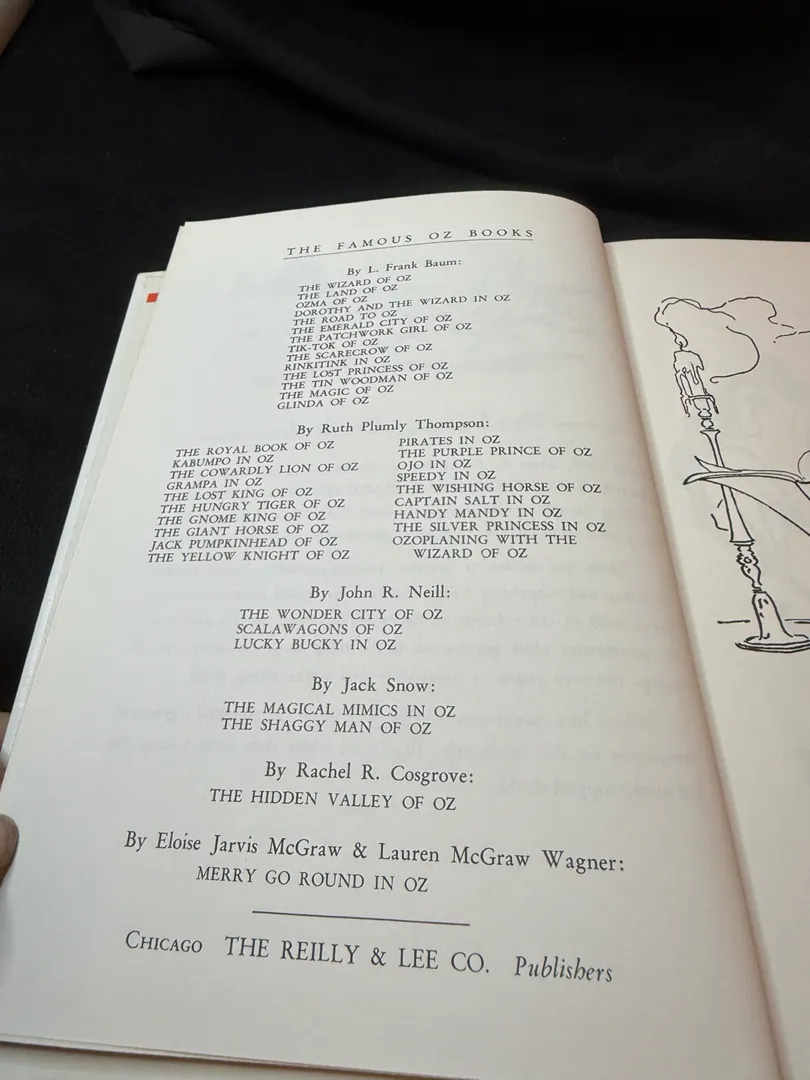 THE FAMOUS OZ BOOKS
By L. Frank Baum:
THE WIZARD OF OZ
THE LAND OF OZ
OZMA OF OZ
DOROTHY AND THE WIZARD IN OZ
THE ROAD TO OZ
THE EMERALD CITY OF OZ
THE PATCHWORK GIRL OF OZ
TIK-TOK OF OZ
THE SCARECROW OF OZ
RINKITINK IN OZ
THE LOST PRINCESS OF OZ
THE TIN WOODMAN OF OZ
THE MAGIC OF OZ
GLINDA OF OZ
By Ruth Plumly Thompson:
THE ROYAL BOOK OF OZ
KABUMPO IN OZ
THE COWARDLY LION OF OZ
GRAMPA IN OZ
THE LOST KING OF OZ
THE HUNGRY TIGER OF OZ
THE GNOME KING OF OZ
THE GIANT HORSE OF OZ
JACK PUMPKINHEAD OF OZ
THE YELLOW KNIGHT OF OZ
PIRATES IN OZ
THE PURPLE PRINCE OF OZ
OJO IN OZ
SPEEDY IN OZ
THE WISHING HORSE OF OZ
CAPTAIN SALT IN OZ
HANDY MANDY IN OZ
THE SILVER PRINCESS IN OZ
OZOPLANING WITH THE
WIZARD OF OZ
By John R. Neill:
THE WONDER CITY OF OZ
SCALAWAGONS OF OZ
LUCKY BUCKY IN OZ
By Jack Snow:
THE MAGICAL MIMICS IN OZ
THE SHAGGY MAN OF OZ
By Rachel R. Cosgrove:
THE HIDDEN VALLEY OF OZ
By Eloise Jarvis McGraw & Lauren McGraw Wagner:
MERRY GO ROUND IN OZ
CHICAGO THE REILLY & LEE CO. Publishers